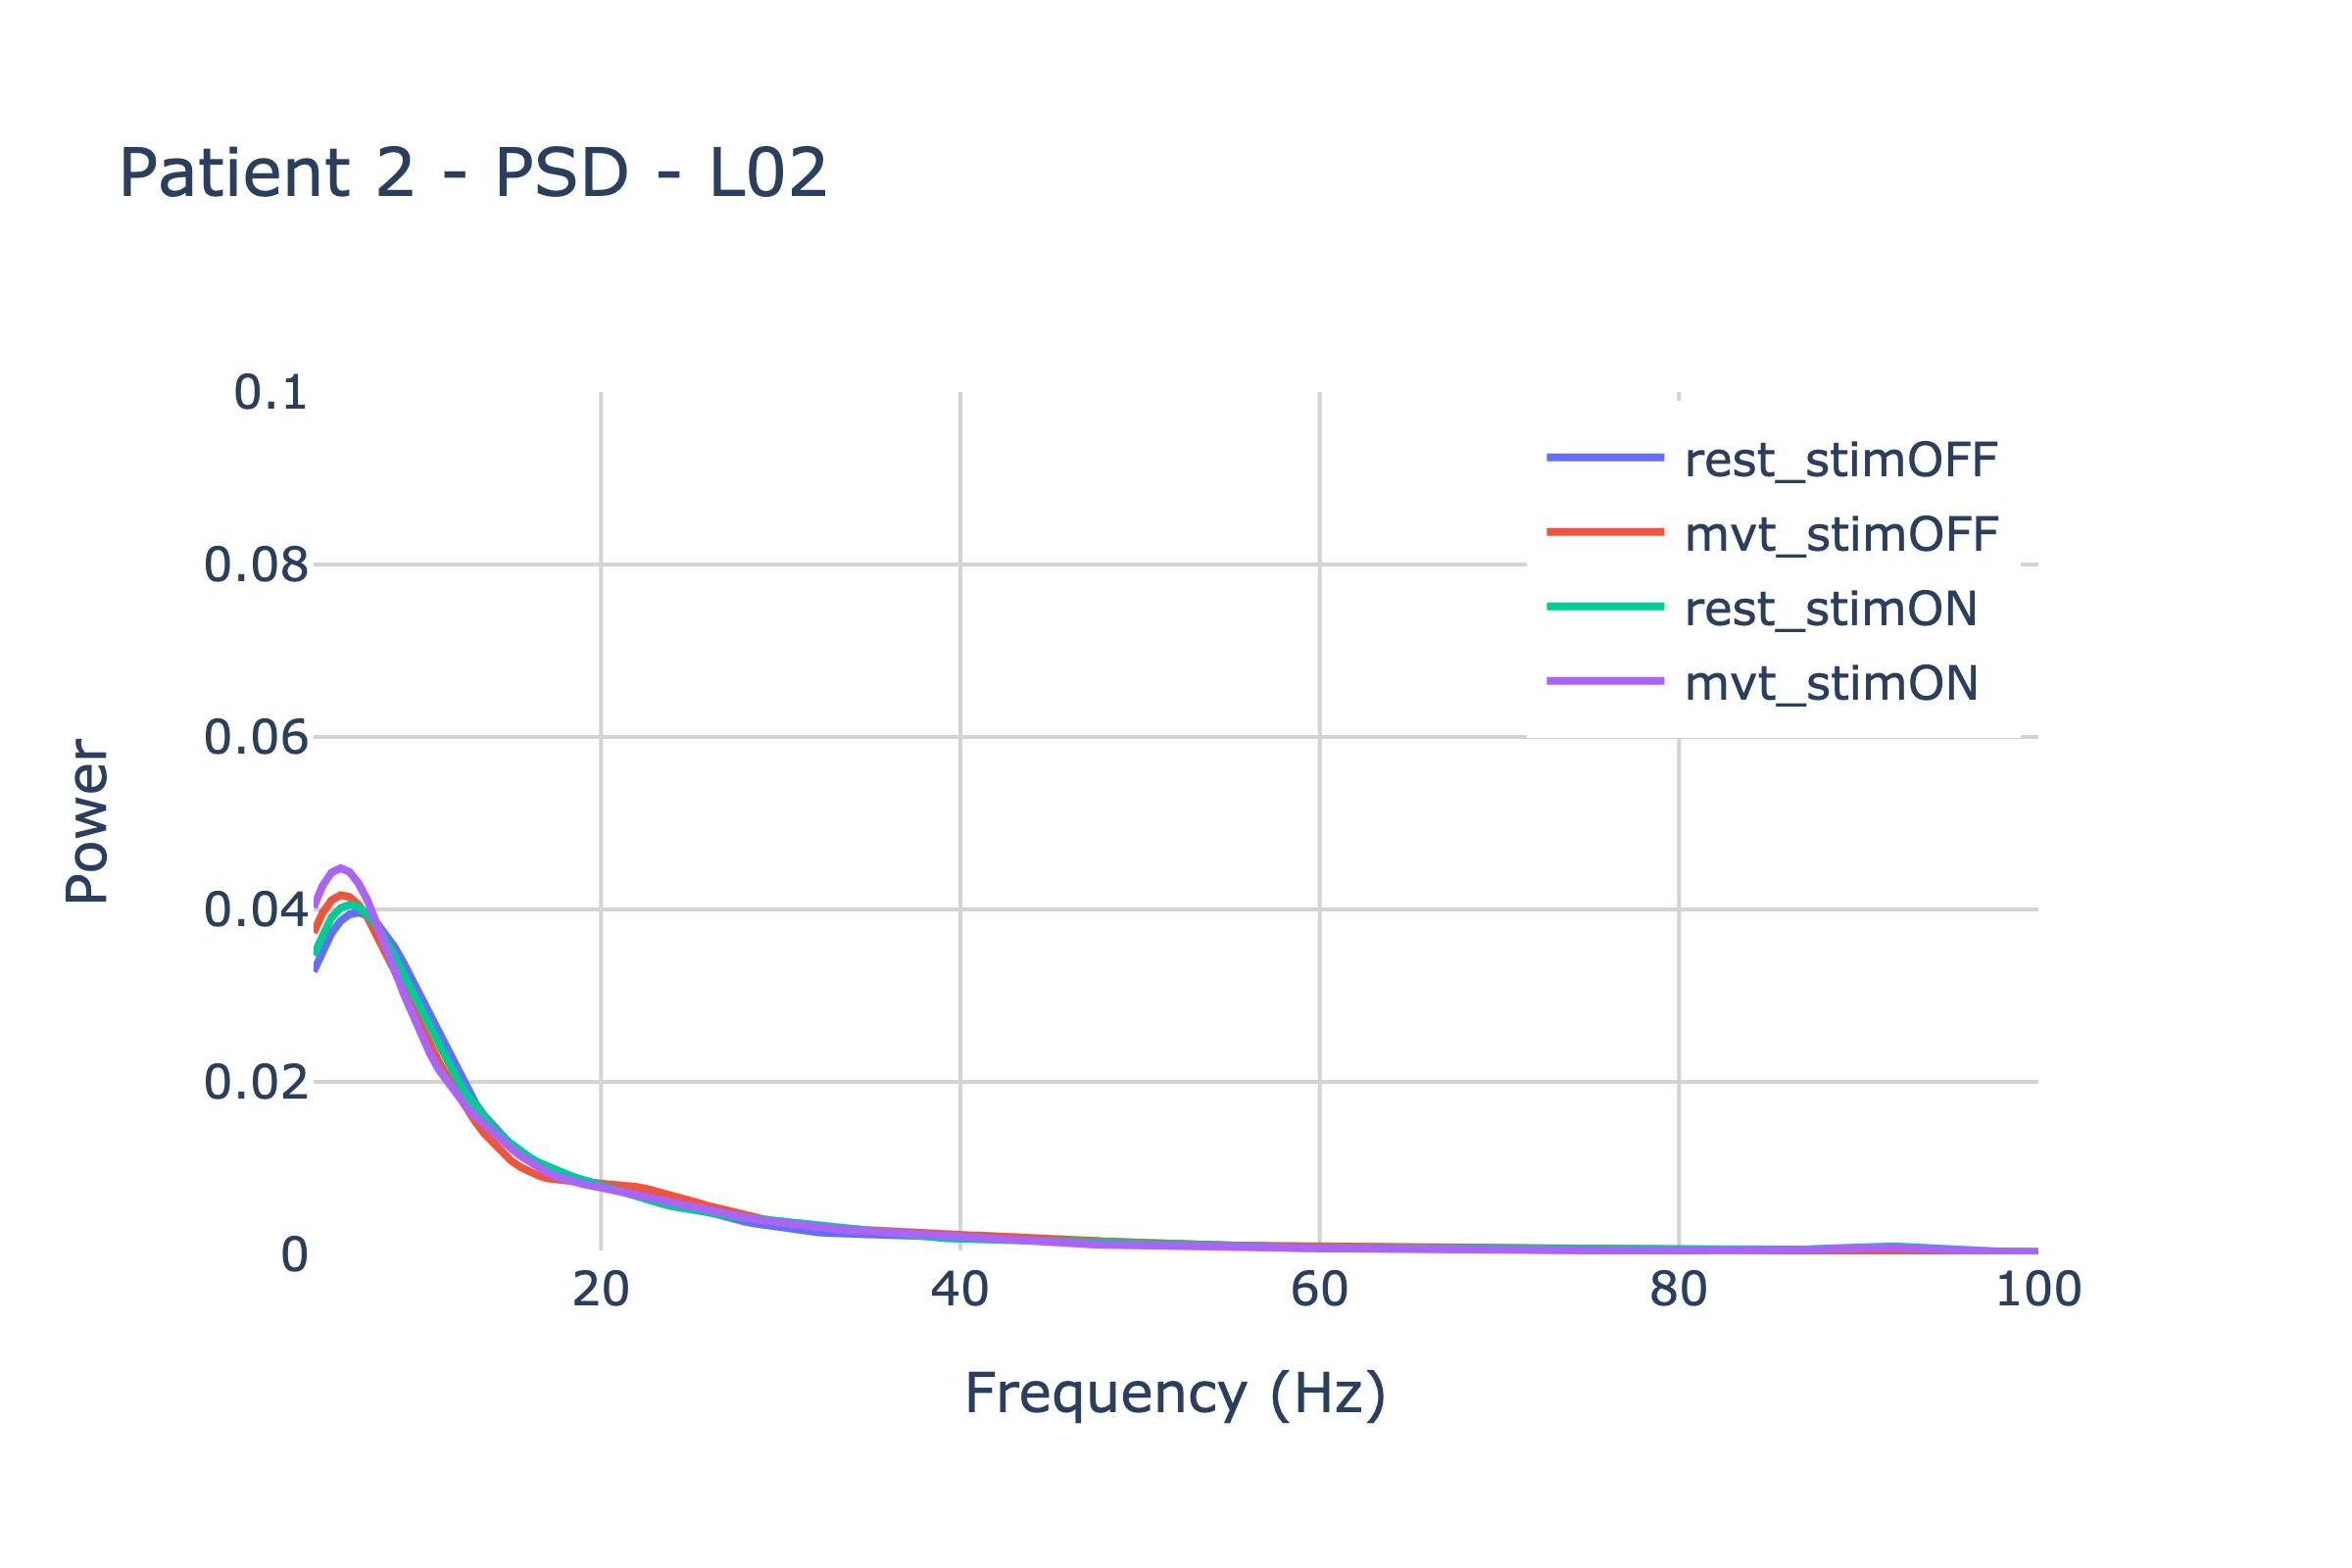 Patient 2 - PSD - L02
0.1
0.08
0.06
0.04
0.02
0
Power
rest_stimOFF
mvt_stimOFF
rest_stimON
mvt_stimON
20 40 60 80 100
Frequency (Hz)